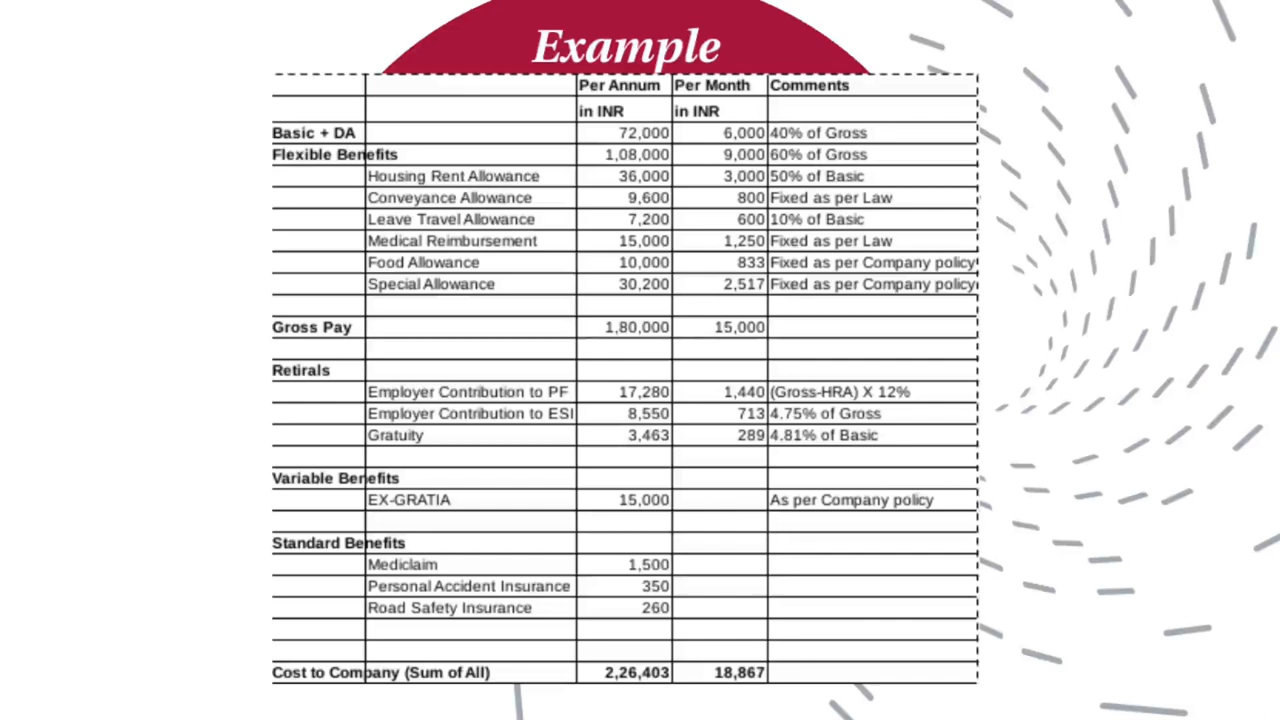 Example
Per Annum Per Month Comments
in INR in INR
Basic + DA 72,000 6,000 40% of Gross
Flexible Benefits 1,08,000 9,000 60% of Gross
Housing Rent Allowance 36,000 3,000 50% of Basic
Conveyance Allowance 9,600 800 Fixed as per Law
Leave Travel Allowance 7,200 600 10% of Basic
Medical Reimbursement 15,000 1,250 Fixed as per Law
Food Allowance 10,000 833 Fixed as per Company policy
Special Allowance 30,200 2,517 Fixed as per Company policy
Gross Pay 1,80,000 15,000
Retirals
Employer Contribution to PF 17,280 1,440 (Gross-HRA) X 12%
Employer Contribution to ESI 8,550 713 4.75% of Gross
Gratuity 3,463 289 4.81% of Basic
Variable Benefits
EX-GRATIA 15,000 As per Company policy
Standard Benefits
Mediclaim 1,500
Personal Accident Insurance 350
Road Safety Insurance 260
Cost to Company (Sum of All) 2,26,403 18,867